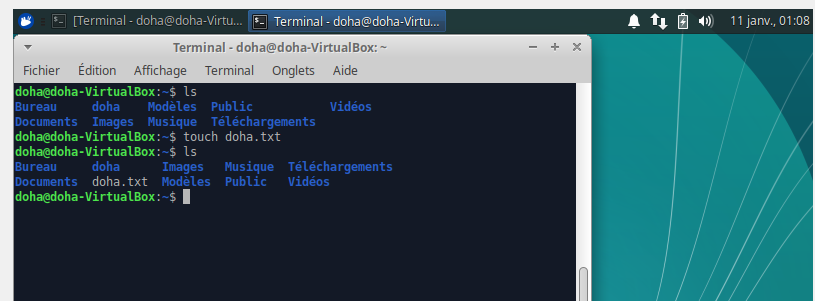 [Terminal - doha@doha-Virtu... Terminal - doha@doha-Virtu... 11 janv., 01:08
Terminal - doha@doha-VirtualBox: ~
Fichier Édition Affichage Terminal Onglets Aide
doha@doha-VirtualBox:~$ ls
Bureau doha Modèles Public Vidéos
Documents Images Musique Téléchargements
doha@doha-VirtualBox:~$ touch doha.txt
doha@doha-VirtualBox:~$ ls
Bureau doha Images Musique Téléchargements
Documents doha.txt Modèles Public Vidéos
doha@doha-VirtualBox:~$